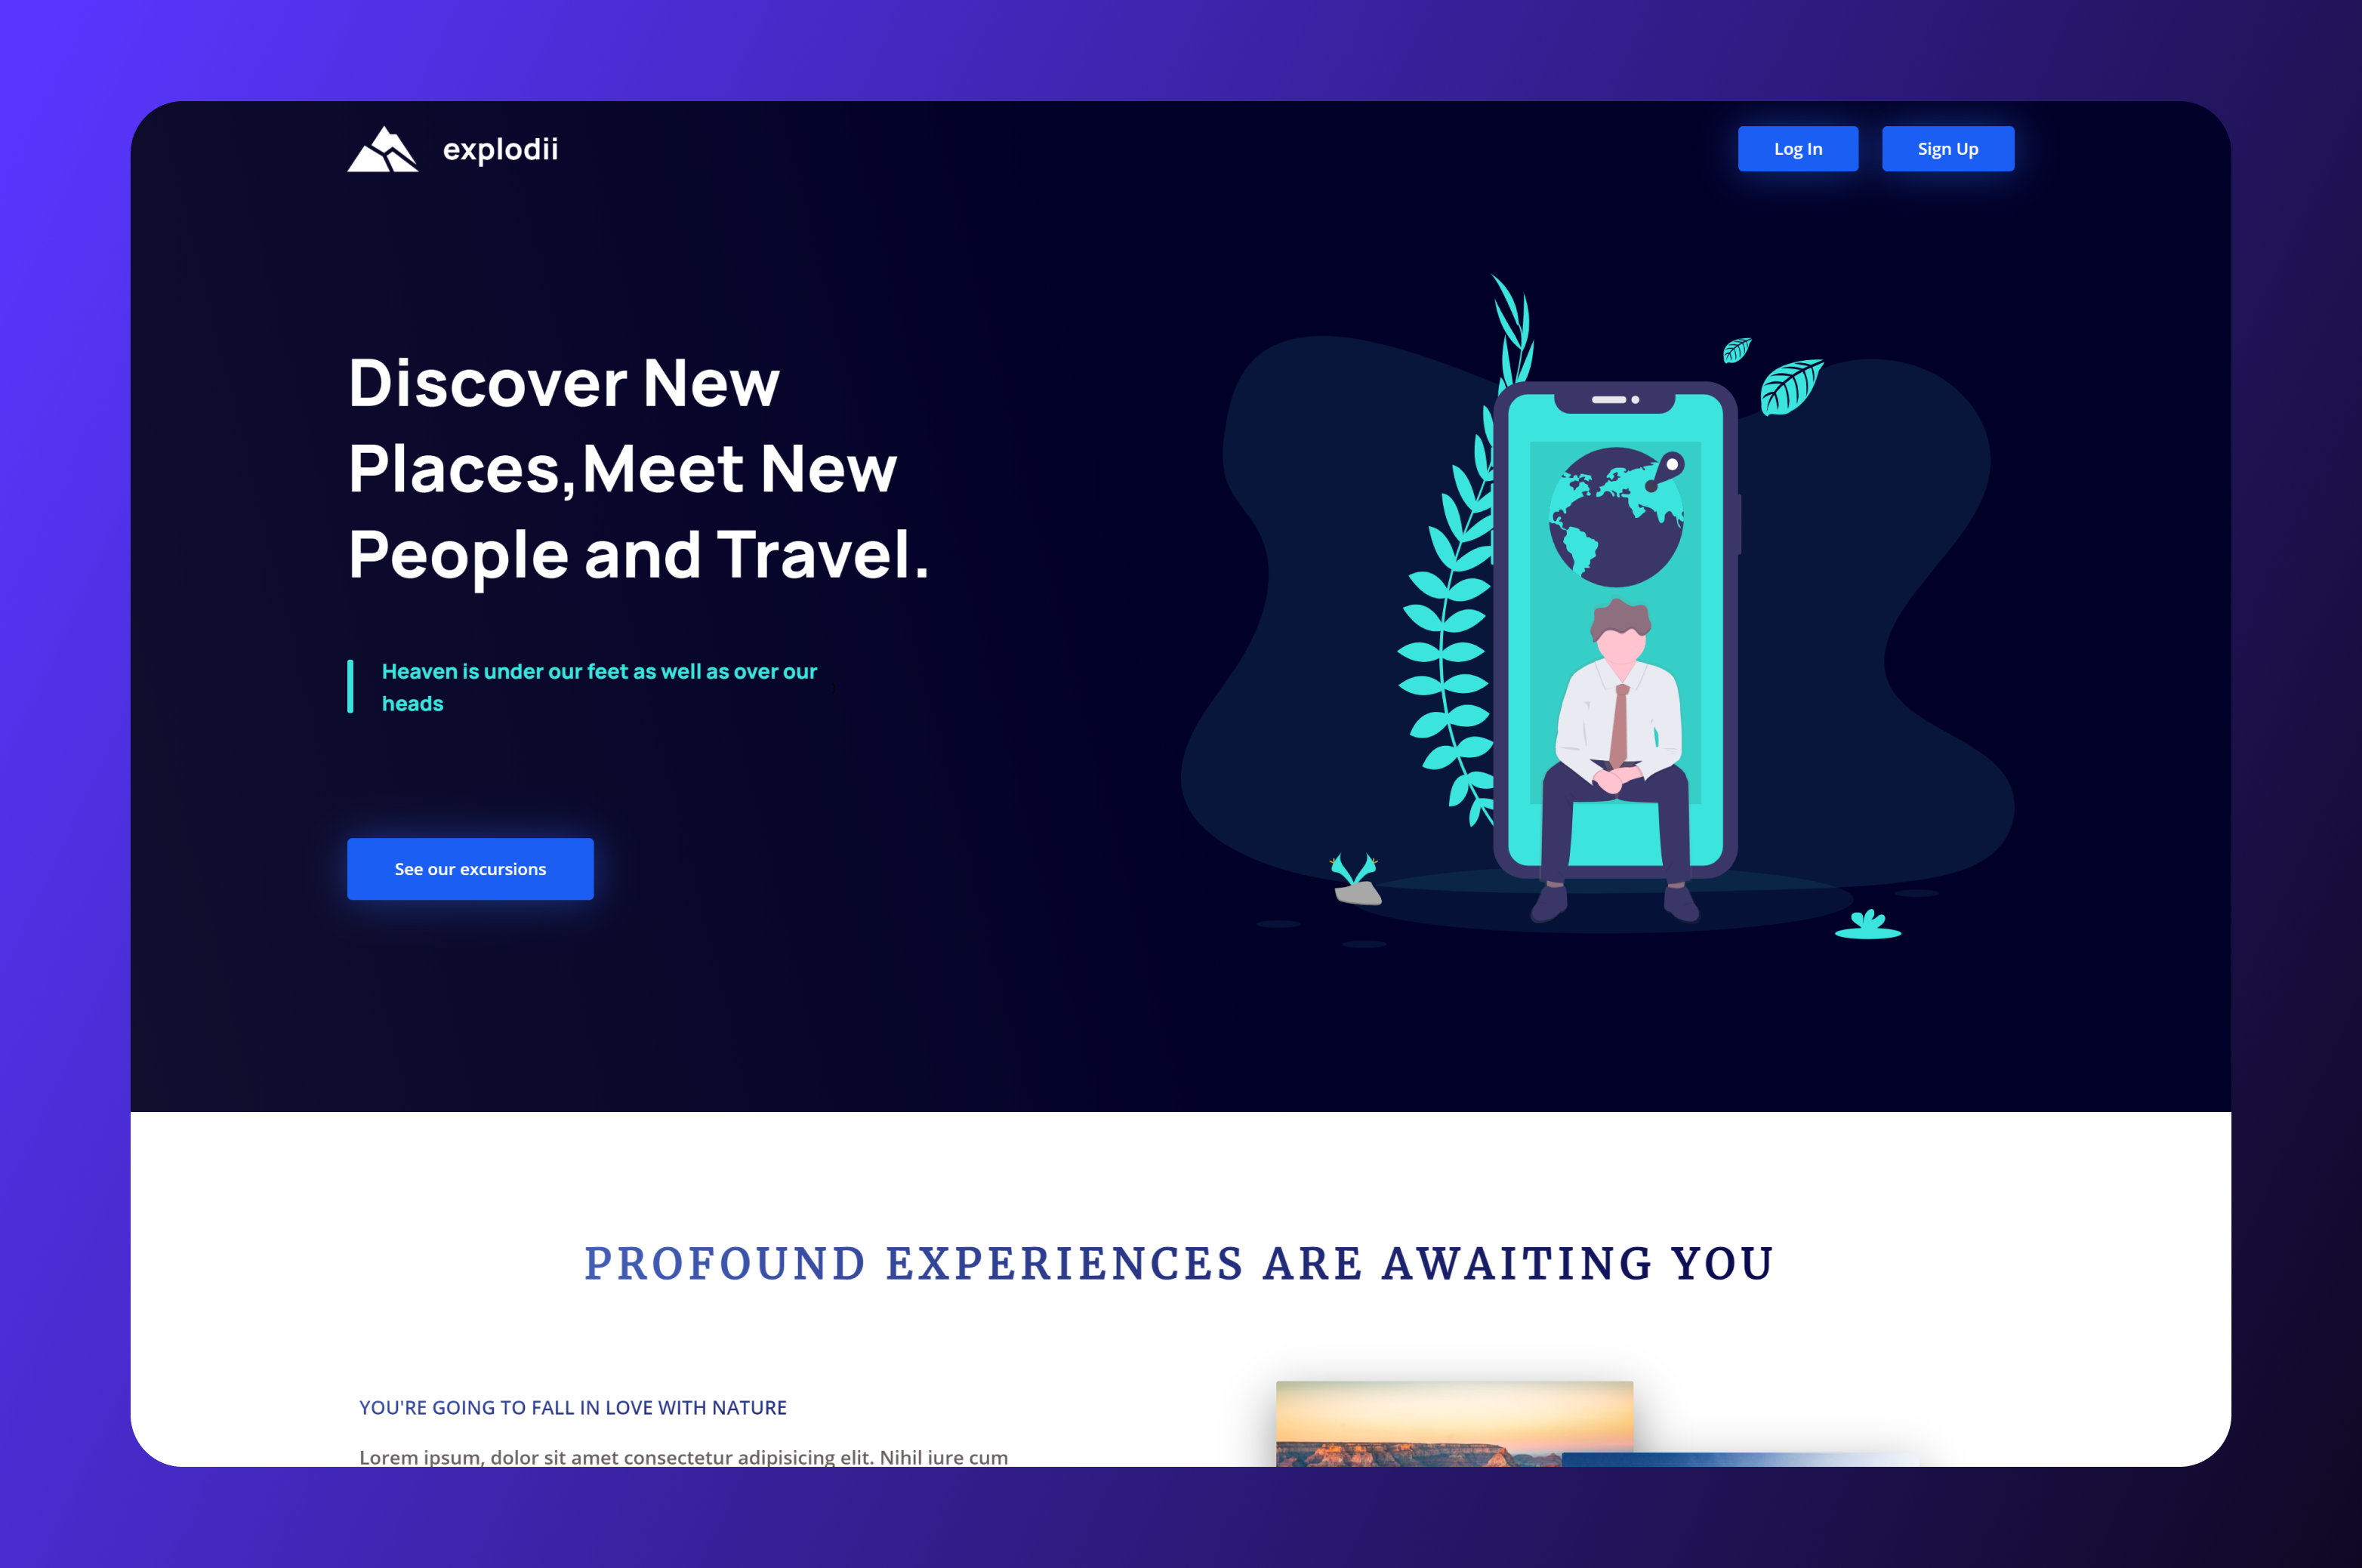 explodii
Log In
Sign Up
Discover New
Places,Meet New
People and Travel.
Heaven is under our feet as well as over our
heads
See our excursions
PROFOUND EXPERIENCES ARE AWAITING YOU
YOU'RE GOING TO FALL IN LOVE WITH NATURE
Lorem ipsum, dolor sit amet consectetur adipisicing elit. Nihil iure cum